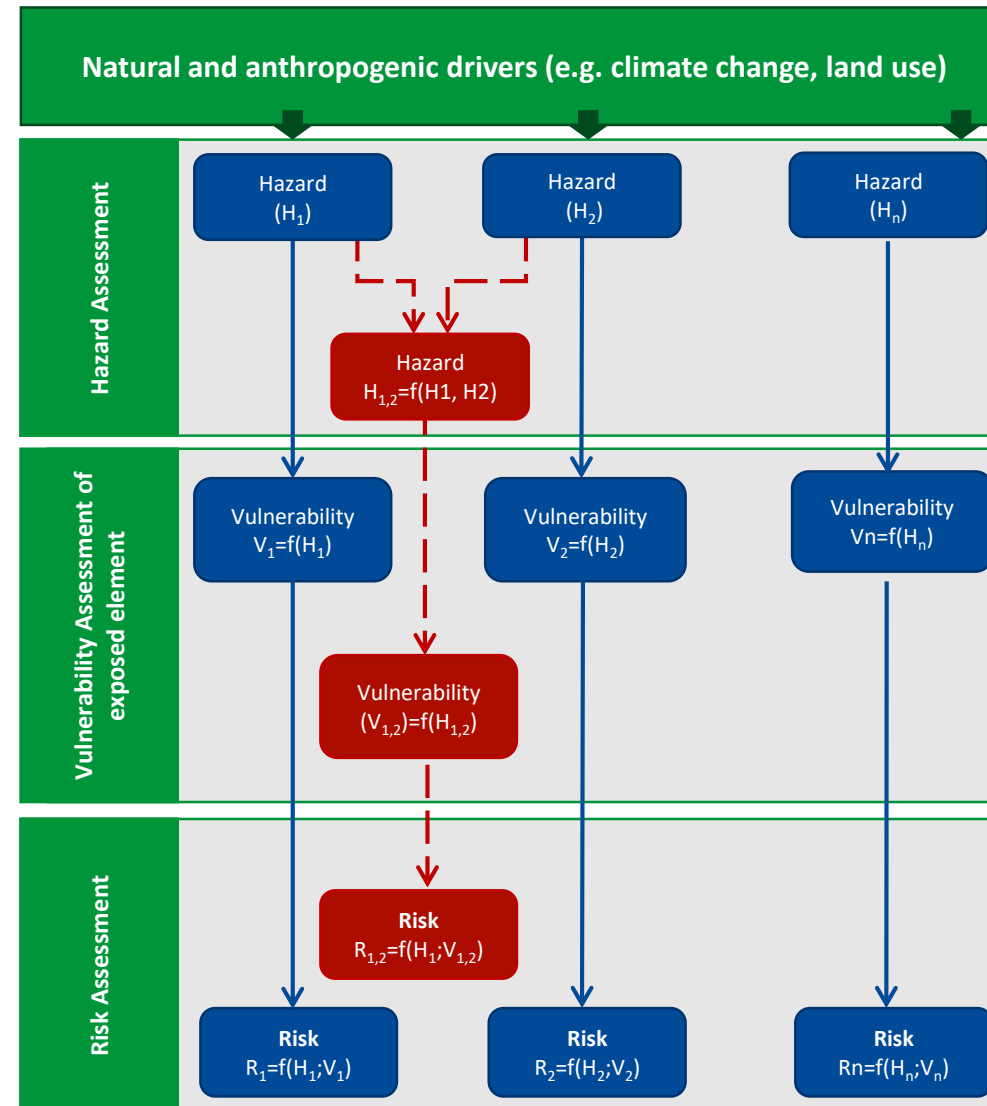 Natural and anthropogenic drivers (e.g. climate change, land use)
Hazard Assessment
Hazard
(H₁)
Hazard
(H₂)
Hazard
(Hₙ)
Hazard
H₁,₂=f(H1, H2)
Vulnerability Assessment of
exposed element
Vulnerability
V₁=f(H₁)
Vulnerability
V₂=f(H₂)
Vulnerability
Vn=f(Hₙ)
Vulnerability
(V₁,₂)=f(H₁,₂)
Risk Assessment
Risk
R₁,₂=f(H₁;V₁,₂)
Risk
R₁=f(H₁;V₁)
Risk
R₂=f(H₂;V₂)
Risk
Rn=f(Hₙ;Vₙ)